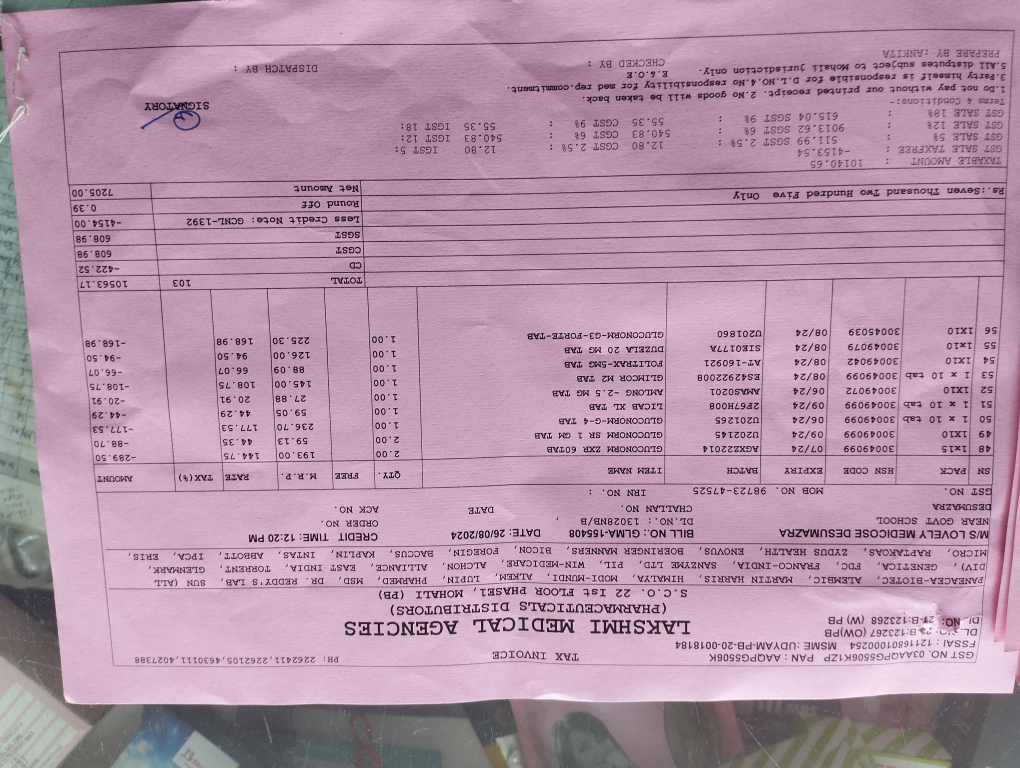 TAX INVOICE
PH: 2262411,2262105,4630111,4027388
GST NO. 03AAQPG5506K1ZP PAN : AAQPG5506K
FSSAI : 12116801000254 MSME :UDYAM-PB-20-0018184
DL NO: 20-B:123267 (OW)PB
DL NO: 21-B:123268 (W) PB
LAKSHMI MEDICAL AGENCIES
(PHARMACEUTICALS DISTRIBUTORS)
S.C.O. 22 1st FLOOR PHASE1, MOHALI (PB)
PANECEA-BIOTEC, ALEMBIC, MARTIN HARRIS, HIMALYA, MODI-MUNDI, ALKEM, LUPIN, PHARMED, MSD, DR. REDDY'S LAB, SUN (ALL
DIV), GENETICA, FDC, FRANCO-INDIA, SANZYME LTD, PIL, WIN-MEDICARE, ALCHON, ALLIANCE, EAST INDIA, TORRENT, GLENMARK,
MICRO, RAPTAKOAS, ZYDUS HEALTH, ENOVUS, BOERINGER MANNERS, BICON, FOREGIN, BACCUS, KAPLIN, INTAS, ABBOTT, IPCA, ERIS,
M/S LOVELY MEDICOSE DESUMAZRA BILL NO.: GLMA-155408 DATE: 26/08/2024 CREDIT TIME: 12:20 PM
NEAR GOVT SCHOOL DL.NO.: 13028NB/B , ORDER NO.
DESUMAZRA CHALLAN DATE ACK NO.
GST NO. MOB NO. 98723-47525 IRN NO. :
SN PACK HSN CODE EXPIRY BATCH ITEM NAME QTY. FREE M.R.P. RATE TAX(%) AMOUNT
48 1x15 30049099 07/24 AGXZX22014 GLUCONORM ZRX 60TAB 2.00 193.00 144.75 -289.50
49 1X10 30049099 09/24 U202145 GLUCONORM SRX 1 GM TAB 2.00 59.13 44.35 -88.70
50 1 x 10 tab 30049099 06/24 U201265 GLUCONORM-G-4 TAB 1.00 236.70 177.53 -177.53
51 1 x 10 tab 30049099 09/24 2F67H008 LICAB XL TAB 1.00 59.05 44.29 -44.29
52 1X10 30049072 06/24 AMAS0201 AMLONG -2.5 MG TAB 1.00 27.88 20.91 -20.91
53 1 x 10 tab 30049099 08/24 ES42922008 GLIMCOR M2 TAB 1.00 145.00 108.75 -108.75
54 1X10 30049042 08/24 AT-160921 FOLITRAX-5MG TAB 1.00 88.09 66.07 -66.07
55 1x10 30049079 08/24 SIE0177A DUZELA 20 MG TAB 1.00 126.00 94.50 -94.50
56 1X10 30045039 08/24 U201860 GLUCONORM-G3-FORTE-TAB 1.00 225.30 168.98 -168.98
TOTAL 103 10563.17
CD -422.52
CGST 608.98
SGST 608.98
Less Credit Note: GCNL-1392 -4154.00
Round Off 0.39
Rs.:Seven Thousand Two Hundred Five Only Net Amount 7205.00
TAXABLE AMOUNT : 10140.65
GST SALE TAXFREE : -4153.54
GST SALE 5% : 511.99 SGST 2.5% : 12.80 CGST 2.5% : 12.80 IGST 5:
GST SALE 12% : 9013.62 SGST 6% : 540.83 CGST 6% : 540.83 IGST 12:
GST SALE 18% : 615.04 SGST 9% : 55.35 CGST 9% : 55.35 IGST 18:
Terms & Conditions:-
1.Do not pay without our printed receipt. 2.No goods will be taken back.
3.Party himself is responsible for D.L.NO.4.No responsibility for med rep.commitment.
5.All disputes subject to Mohali jurisdiction only. E.& O.E
SIGNATORY
PREPARE BY :ANKITA CHECKED BY : DISPATCH BY :